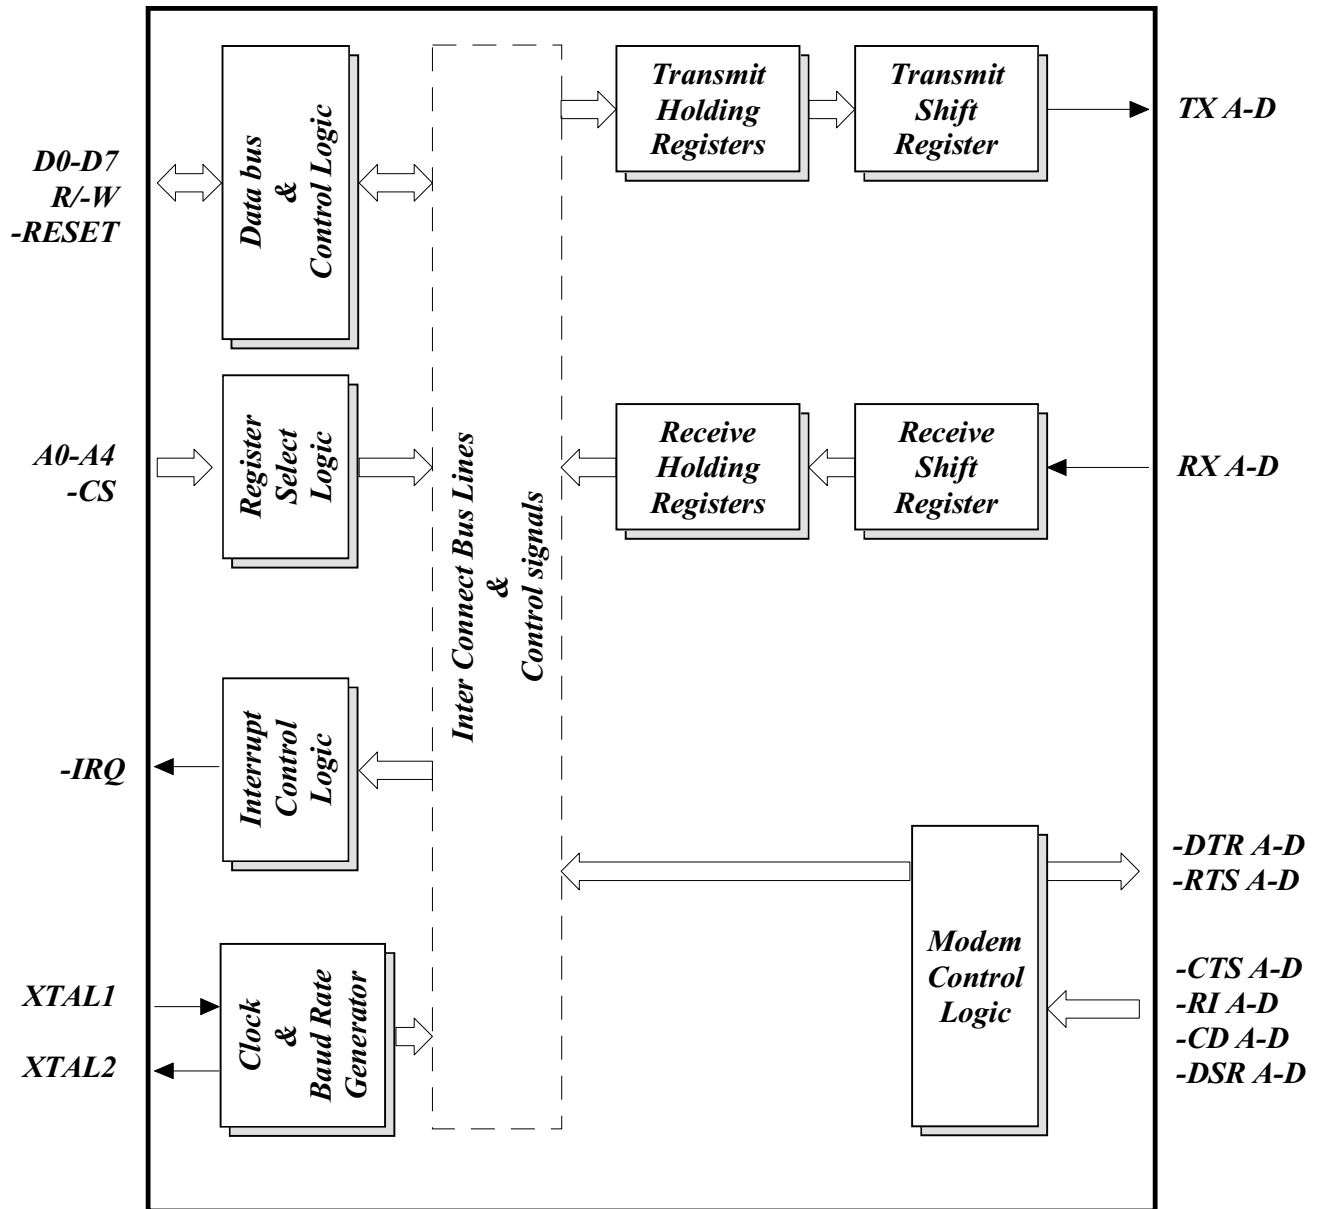 D0-D7
R/-W
-RESET
Data bus
&
Control Logic
A0-A4
-CS
Register
Select
Logic
-IRQ
Interrupt
Control
Logic
XTAL1
XTAL2
Clock
&
Baud Rate
Generator
Inter Connect Bus Lines
&
Control signals
Transmit
Holding
Registers
Transmit
Shift
Register
TX A-D
Receive
Holding
Registers
Receive
Shift
Register
RX A-D
Modem
Control
Logic
-DTR A-D
-RTS A-D
-CTS A-D
-RI A-D
-CD A-D
-DSR A-D